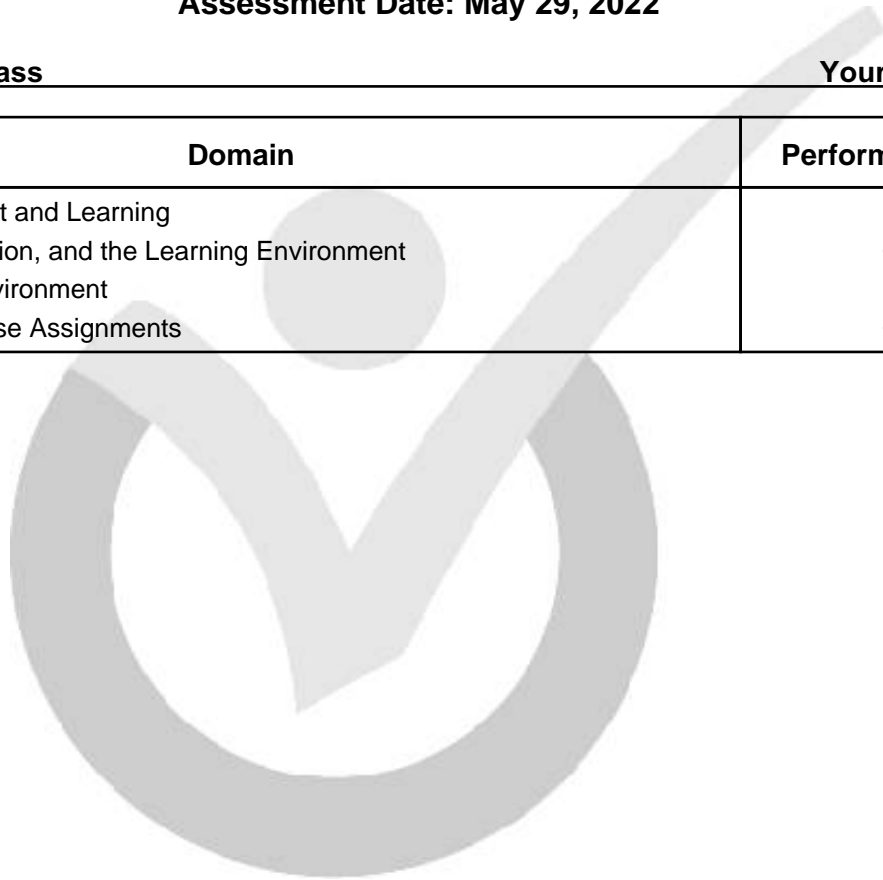 Assessment Date: May 29, 2022
ass Your
Domain Perform
t and Learning
ion, and the Learning Environment
vironment
se Assignments